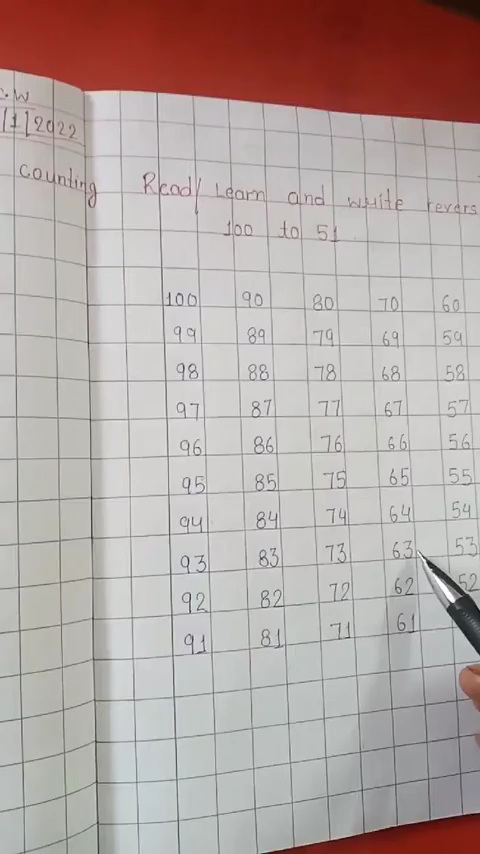 C.W
/1/2022
counting
Read/ Learn and write revers
100 to 51
100 90 80 70 60
99 89 79 69 59
98 88 78 68 58
97 87 77 67 57
96 86 76 66 56
95 85 75 65 55
94 84 74 64 54
93 83 73 63 53
92 82 72 62 52
91 81 71 61